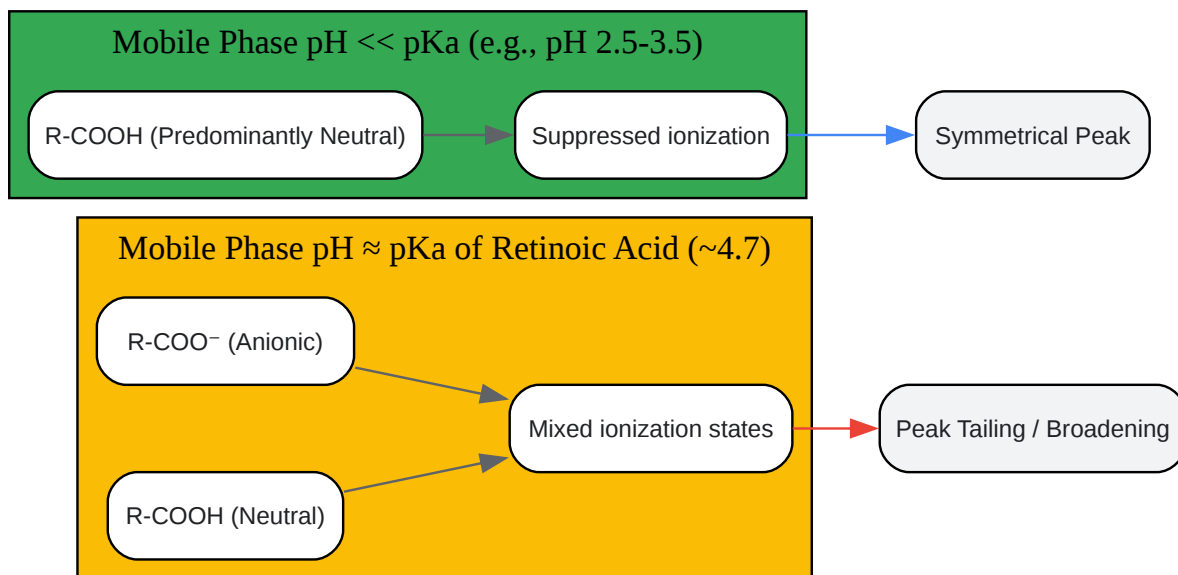 Mobile Phase pH << pKa (e.g., pH 2.5-3.5)
R-COOH (Predominantly Neutral)
Suppressed ionization
Symmetrical Peak
Mobile Phase pH ≈ pKa of Retinoic Acid (~4.7)
R-COO⁻ (Anionic)
Mixed ionization states
Peak Tailing / Broadening
R-COOH (Neutral)